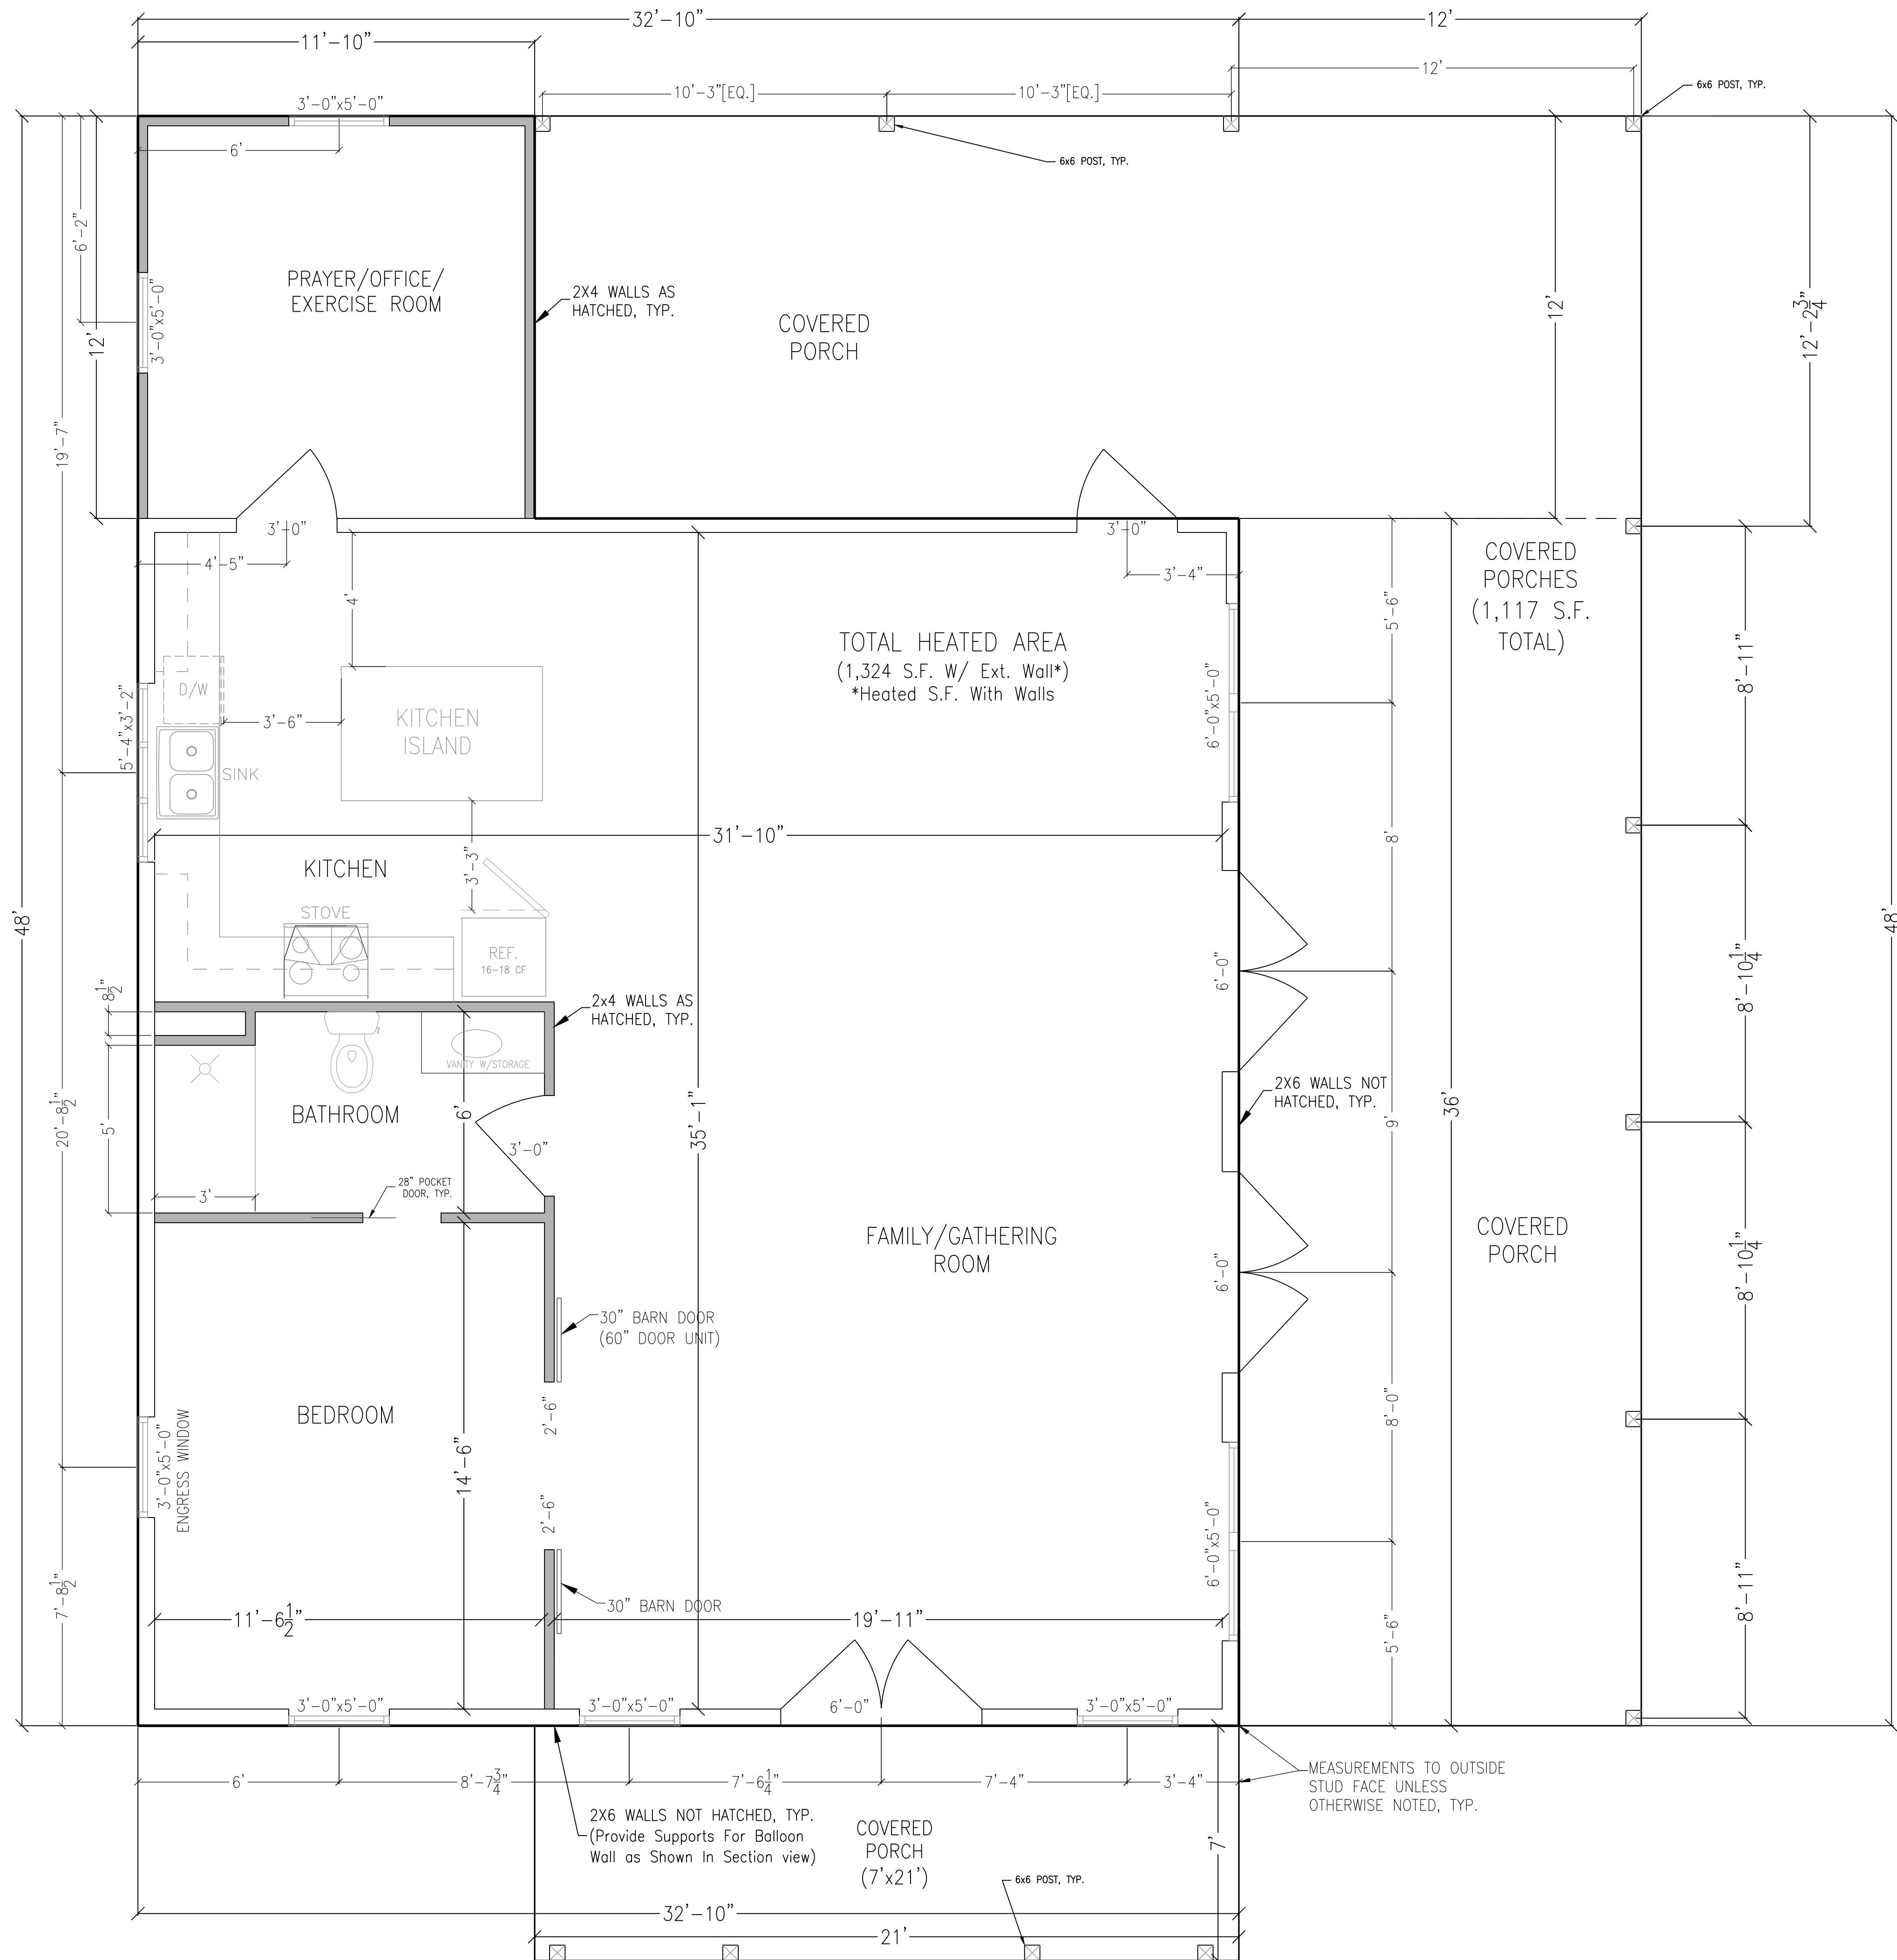 32'-10"
12'
11'-10"
12'
10'-3"[EQ.]
10'-3"[EQ.]
6x6 POST, TYP.
3'-0"x5'-0"
6'
6x6 POST, TYP.
6'-2"
12'
19'-7"
48'
3'-0"x5'-0"
PRAYER/OFFICE/
EXERCISE ROOM
2X4 WALLS AS
HATCHED, TYP.
COVERED
PORCH
12'
12'-2 3/4"
3'-0"
4'-5"
4'
3'-0"
3'-4"
COVERED
PORCHES
(1,117 S.F.
TOTAL)
5'-6"
TOTAL HEATED AREA
(1,324 S.F. W/ Ext. Wall*)
*Heated S.F. With Walls
6'-0"x5'-0"
8'-11"
5'-4"x3'-2"
D/W
3'-6"
KITCHEN
ISLAND
SINK
31'-10"
8'
3'-3"
KITCHEN
STOVE
REF.
16-18 CF
48'
6'-0"
8'-10 1/4"
8 1/2"
2x4 WALLS AS
HATCHED, TYP.
VANITY W/STORAGE
2X6 WALLS NOT
HATCHED, TYP.
36'
9'
BATHROOM
6'
35'-1"
20'-8 1/2"
5'
3'-0"
28" POCKET
DOOR, TYP.
3'
FAMILY/GATHERING
ROOM
6'-0"
COVERED
PORCH
8'-10 1/4"
30" BARN DOOR
(60" DOOR UNIT)
BEDROOM
2'-6"
8'-0"
3'-0"x5'-0"
ENGRESS WINDOW
14'-6"
2'-6"
6'-0"x5'-0"
7'-8 1/2"
30" BARN DOOR
11'-6 1/2"
19'-11"
5'-6"
8'-11"
3'-0"x5'-0"
3'-0"x5'-0"
6'-0"
3'-0"x5'-0"
6'
8'-7 3/4"
7'-6 1/4"
7'-4"
3'-4"
MEASUREMENTS TO OUTSIDE
STUD FACE UNLESS
OTHERWISE NOTED, TYP.
2X6 WALLS NOT HATCHED, TYP.
(Provide Supports For Balloon
Wall as Shown In Section view)
COVERED
PORCH
(7'x21')
7'
6x6 POST, TYP.
32'-10"
21'